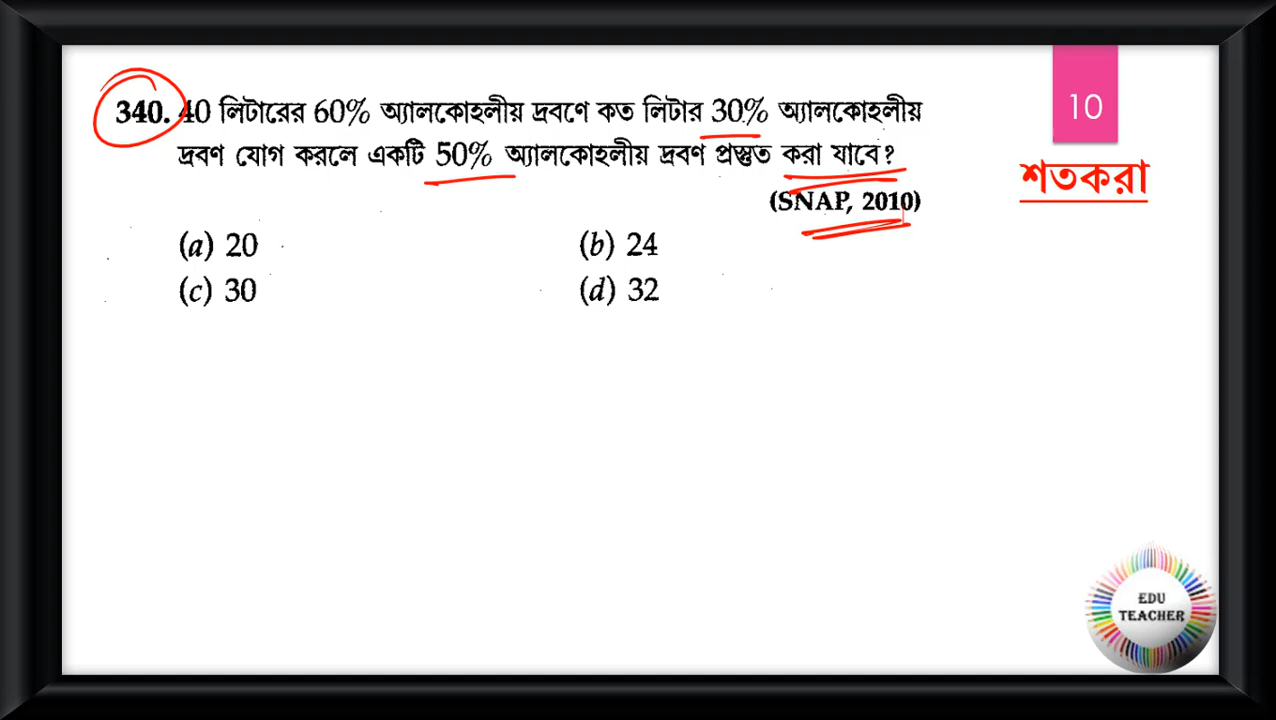 340. 40 লিটারের 60% অ্যালকোহলীয় দ্রবণে কত লিটার 30% অ্যালকোহলীয়
দ্রবণ যোগ করলে একটি 50% অ্যালকোহলীয় দ্রবণ প্রস্তুত করা যাবে?
(SNAP, 2010)
(a) 20 (b) 24
(c) 30 (d) 32
10
শতকরা
EDU
TEACHER